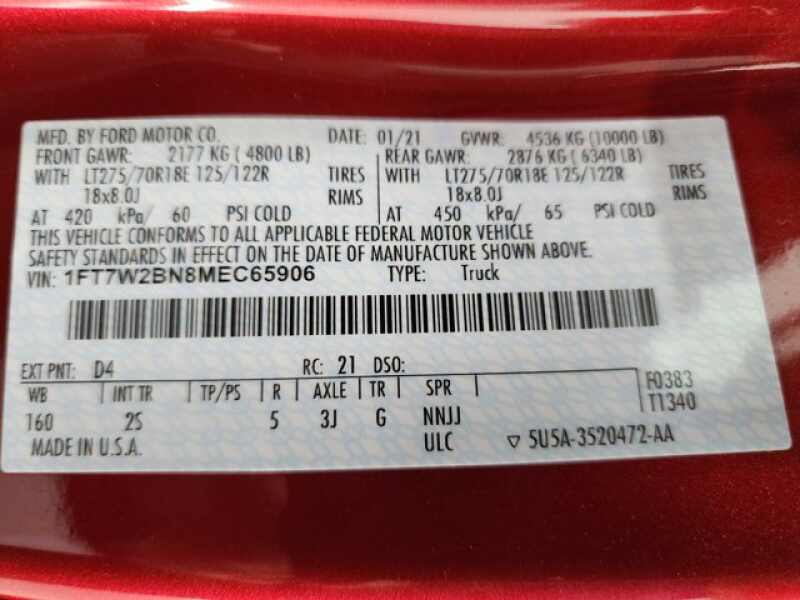 MFD. BY FORD MOTOR CO. DATE: 01/21 GVWR: 4536 KG (10000 LB)
FRONT GAWR: 2177 KG ( 4800 LB) REAR GAWR: 2876 KG ( 6340 LB)
WITH LT275/70R18E 125/122R TIRES WITH LT275/70R18E 125/122R TIRES
18x8.0J RIMS 18x8.0J RIMS
AT 420 kPa/ 60 PSI COLD AT 450 kPa/ 65 PSI COLD
THIS VEHICLE CONFORMS TO ALL APPLICABLE FEDERAL MOTOR VEHICLE
SAFETY STANDARDS IN EFFECT ON THE DATE OF MANUFACTURE SHOWN ABOVE.
VIN: 1FT7W2BN8MEC65906 TYPE: Truck
EXT PNT: D4 RC: 21 DSO:
WB INT TR TP/PS R AXLE TR SPR F0383
160 2S 5 3J G NNJJ T1340
MADE IN U.S.A. ULC ▽ 5U5A-3520472-AA